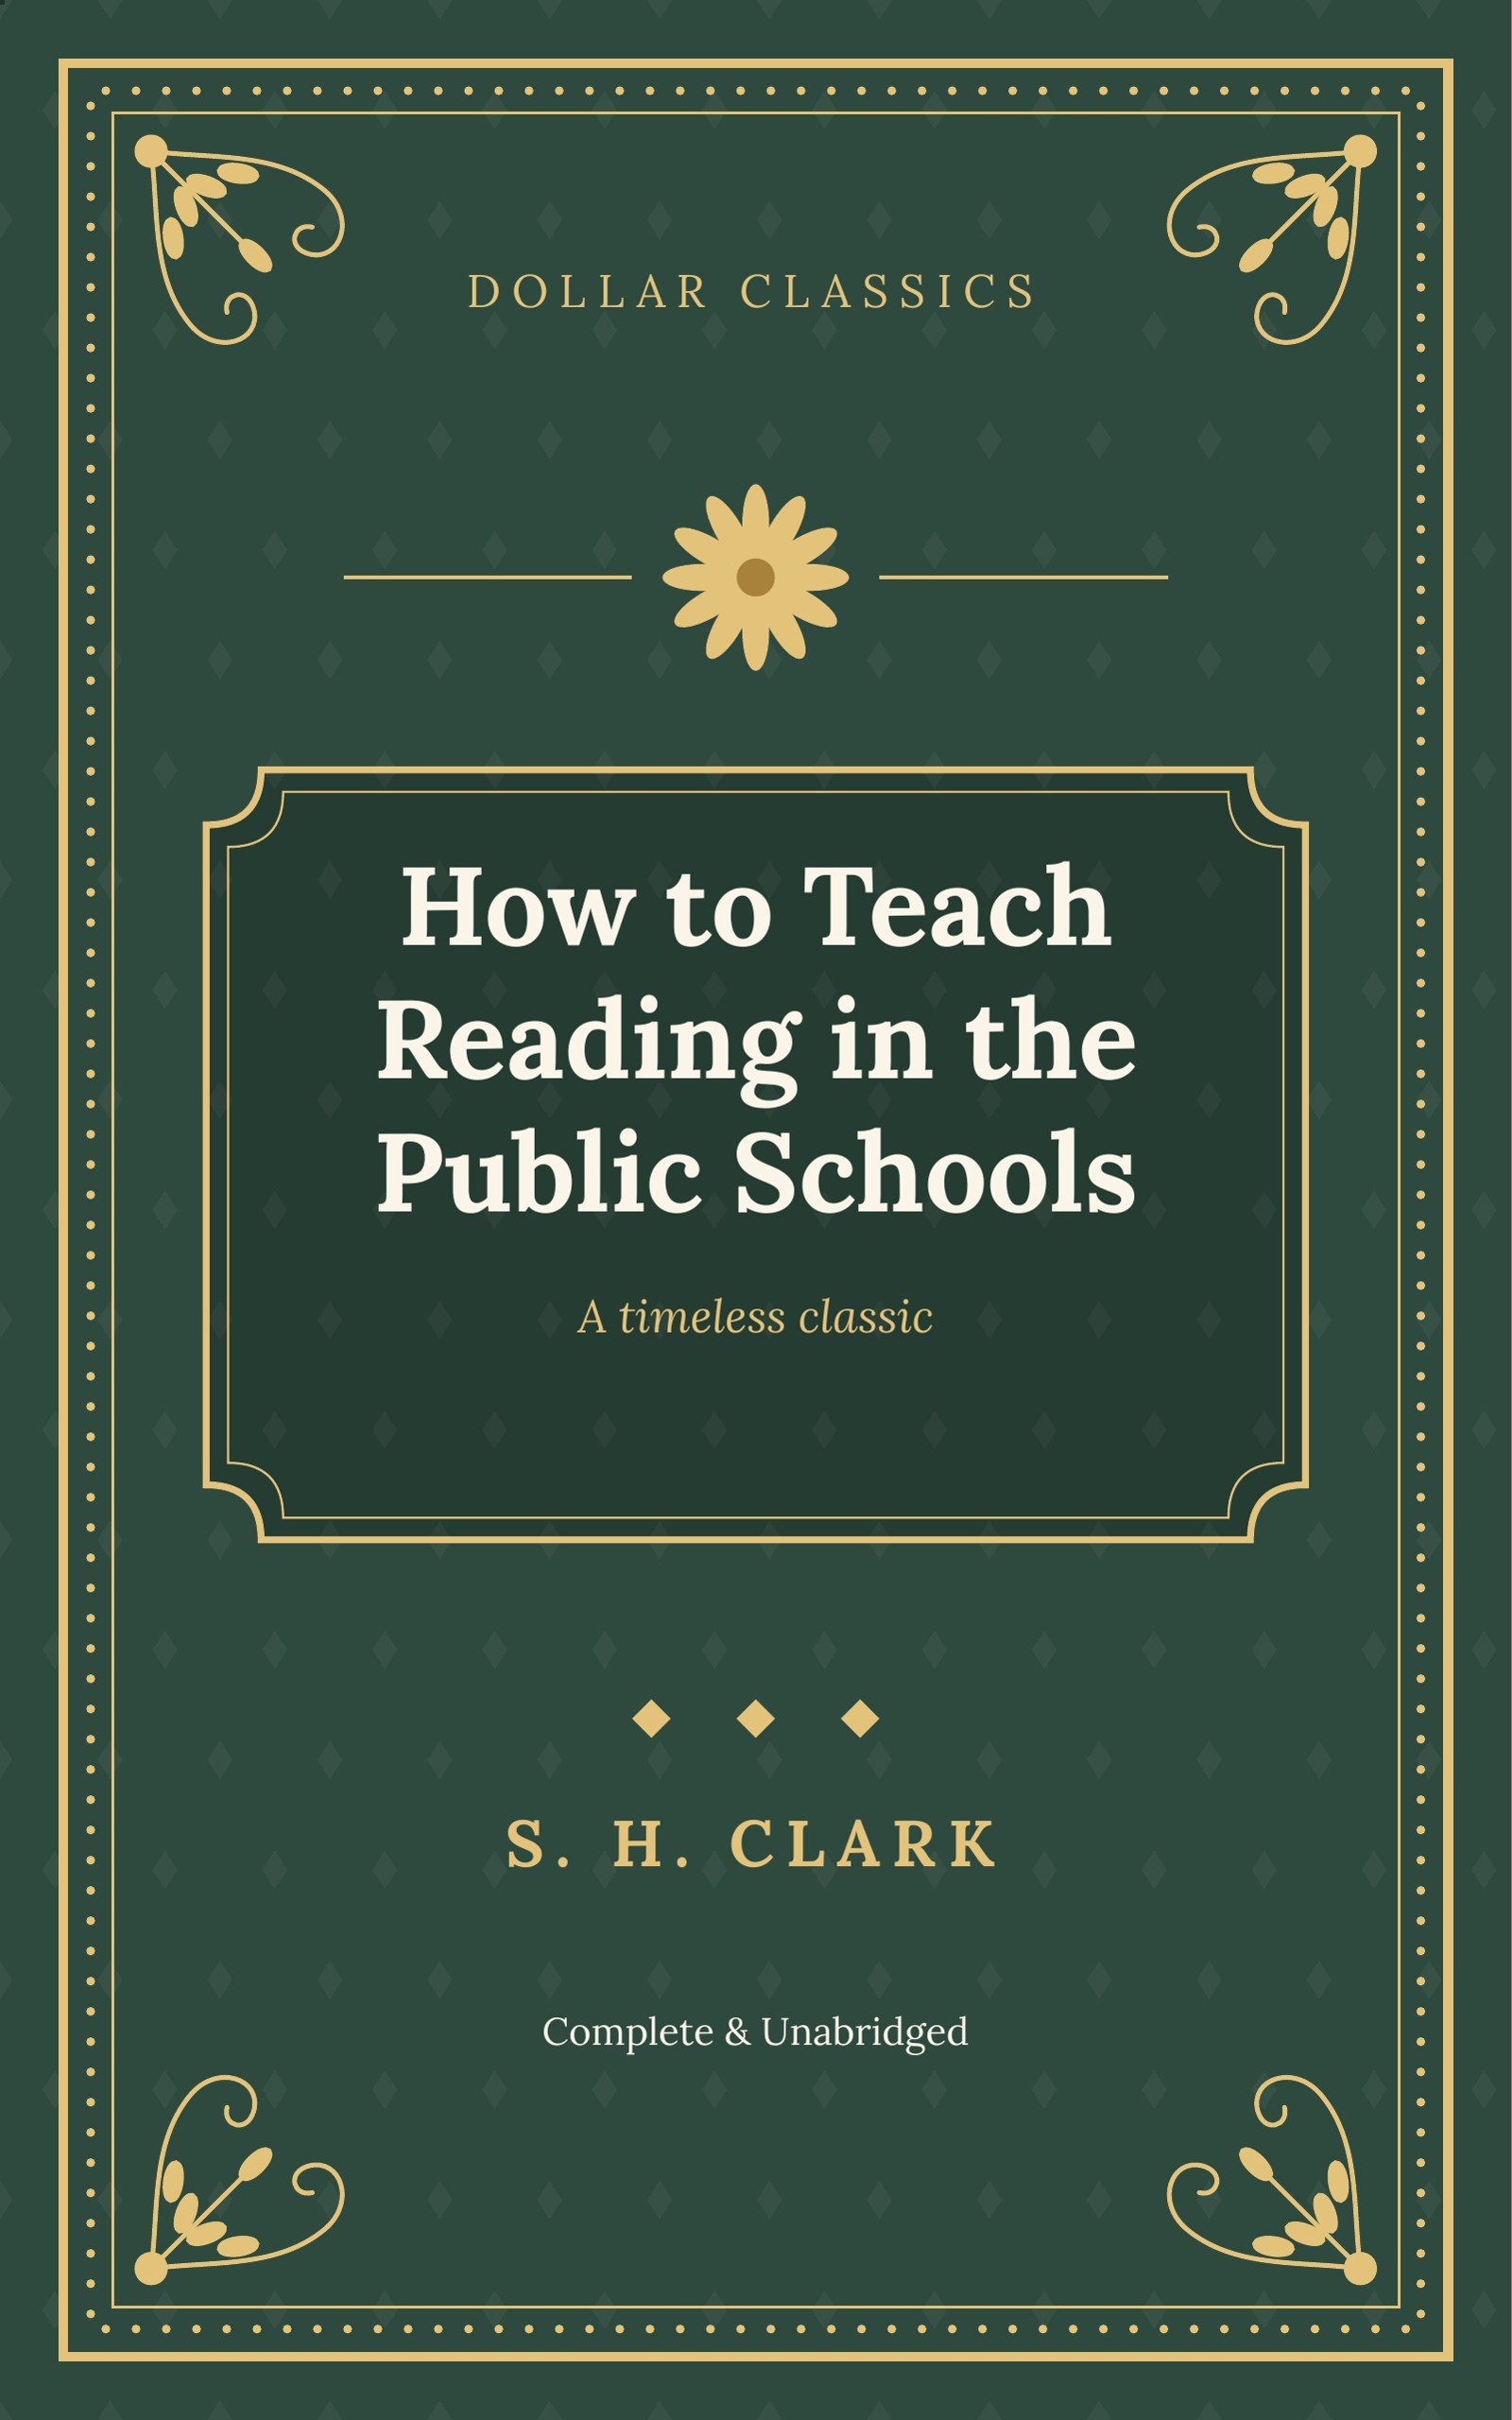 DOLLAR CLASSICS
How to Teach
Reading in the
Public Schools
A timeless classic
S. H. CLARK
Complete & Unabridged